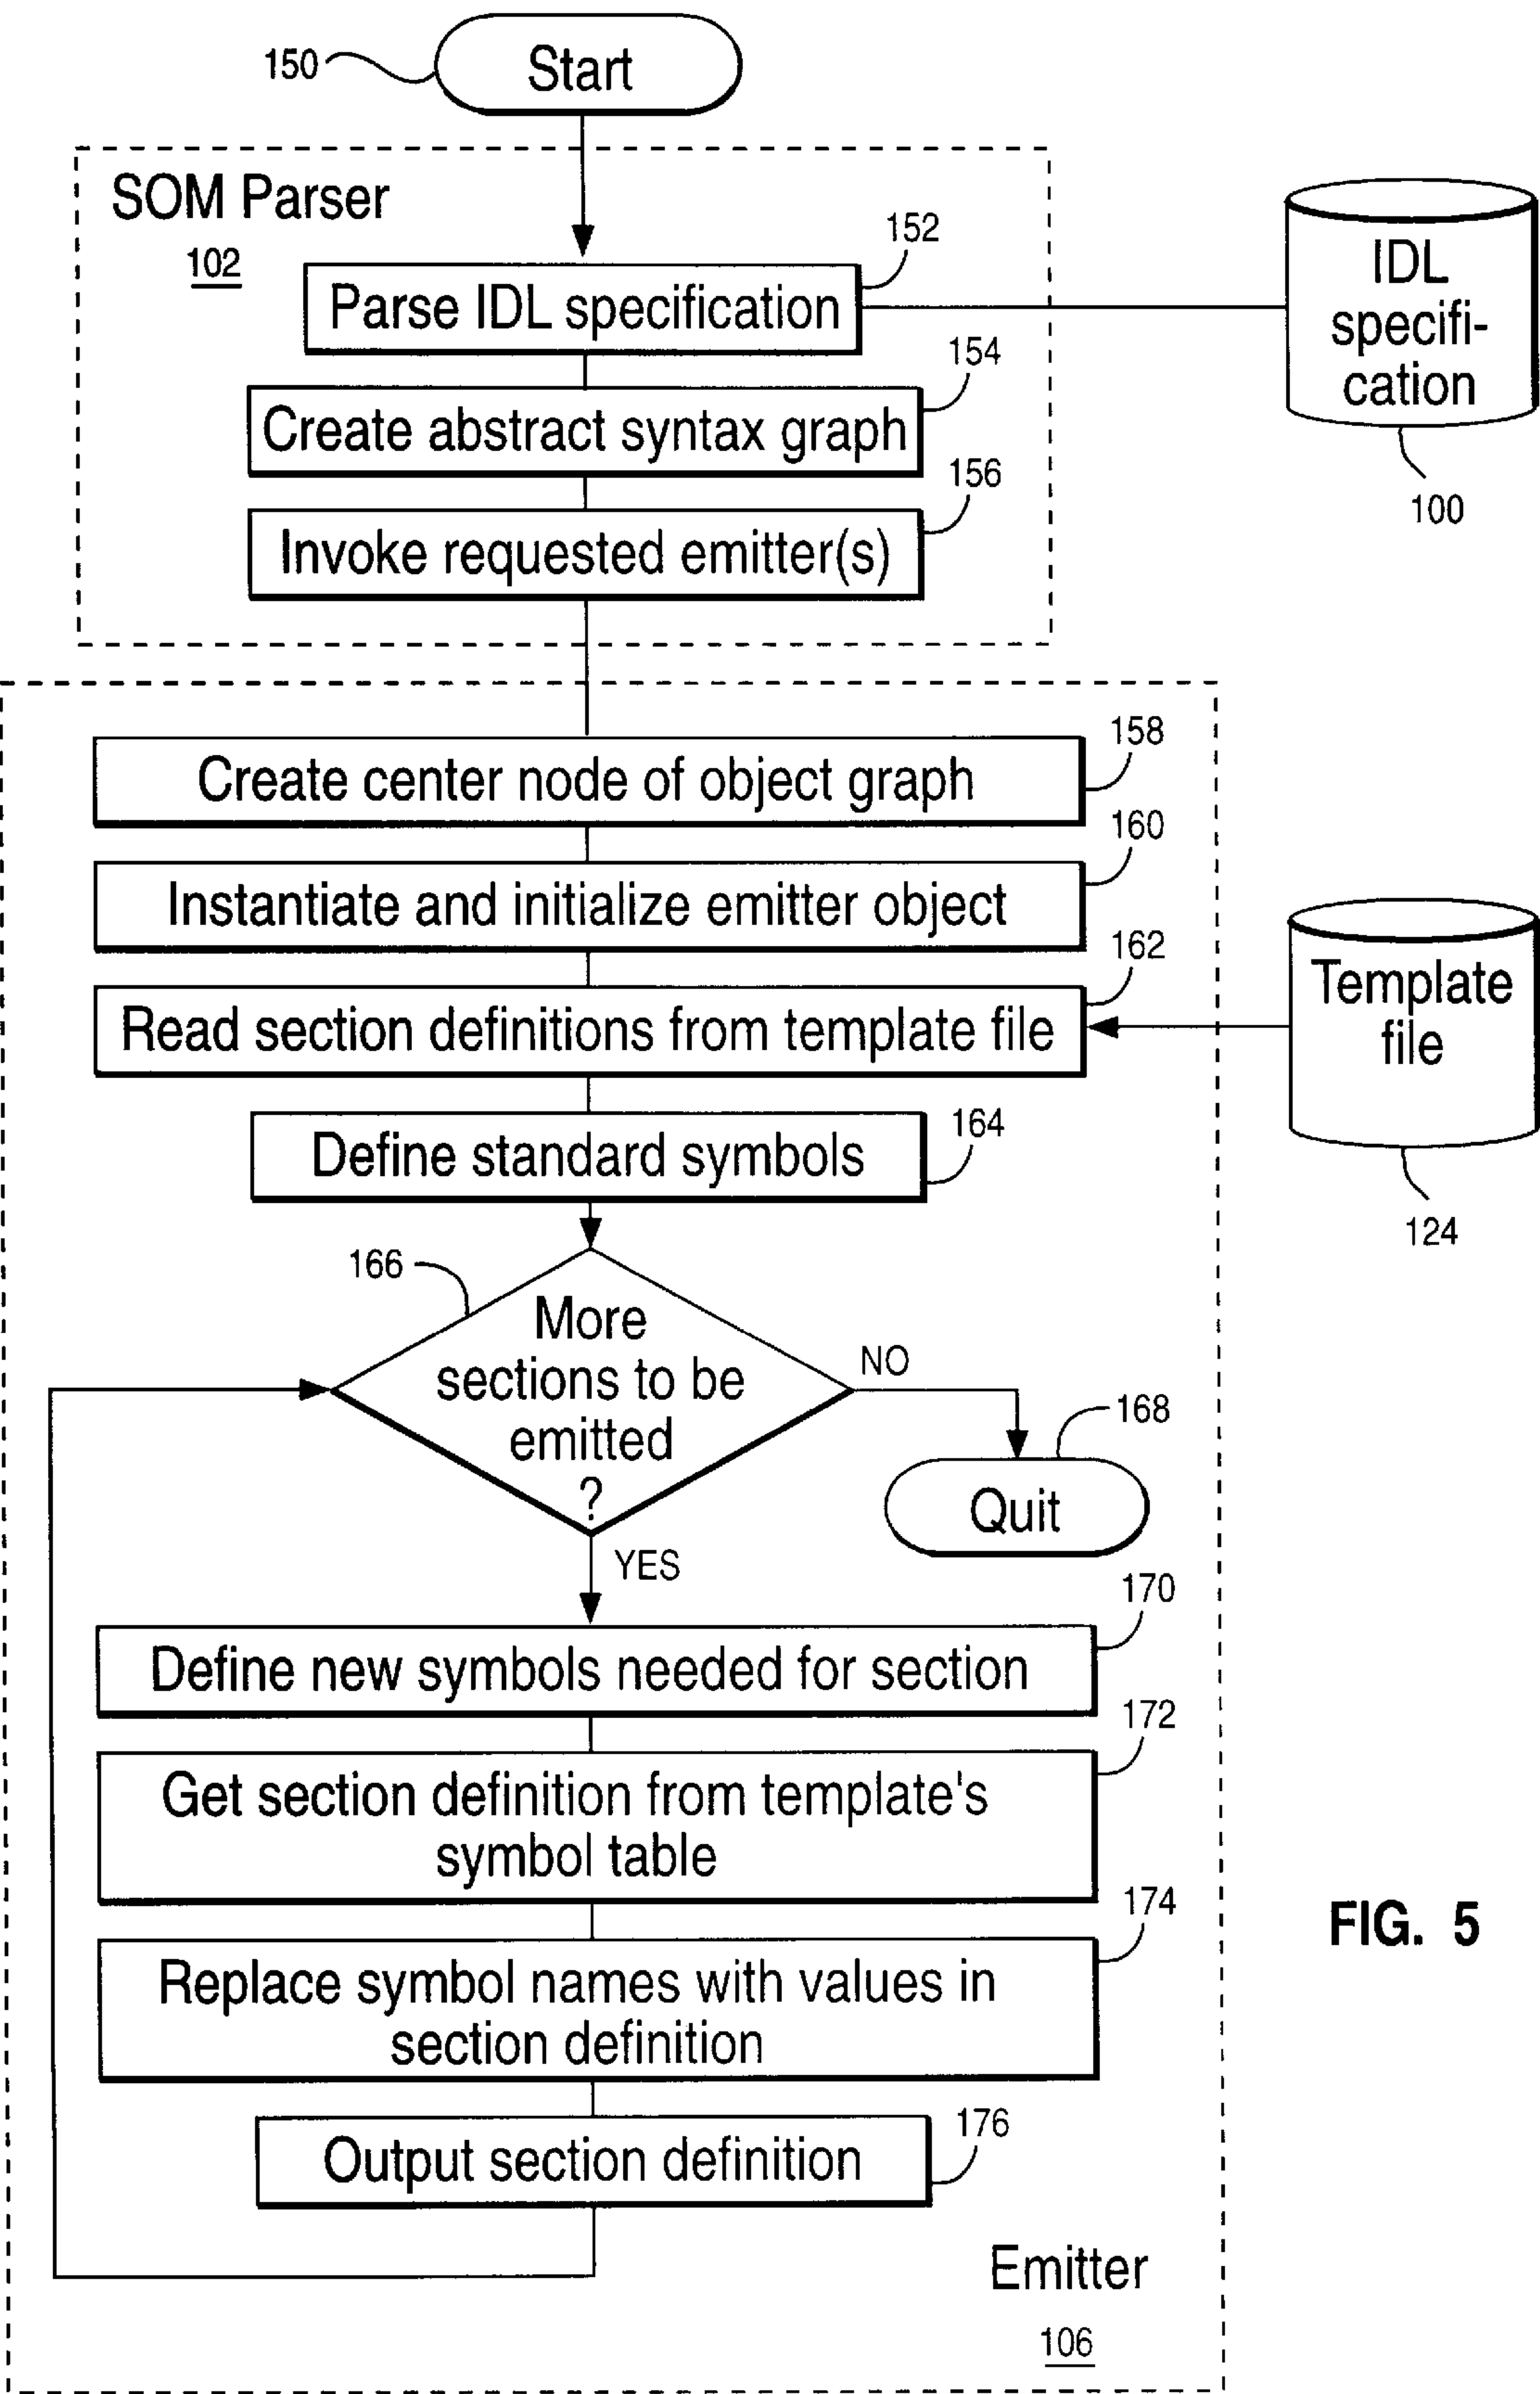 150
Start
SOM Parser
102
152
Parse IDL specification
IDL
specifi-
cation
100
154
Create abstract syntax graph
156
Invoke requested emitter(s)
158
Create center node of object graph
160
Instantiate and initialize emitter object
162
Read section definitions from template file
Template
file
124
164
Define standard symbols
166
More
sections to be
emitted
?
NO
168
Quit
YES
170
Define new symbols needed for section
172
Get section definition from template's
symbol table
174
Replace symbol names with values in
section definition
FIG. 5
176
Output section definition
Emitter
106